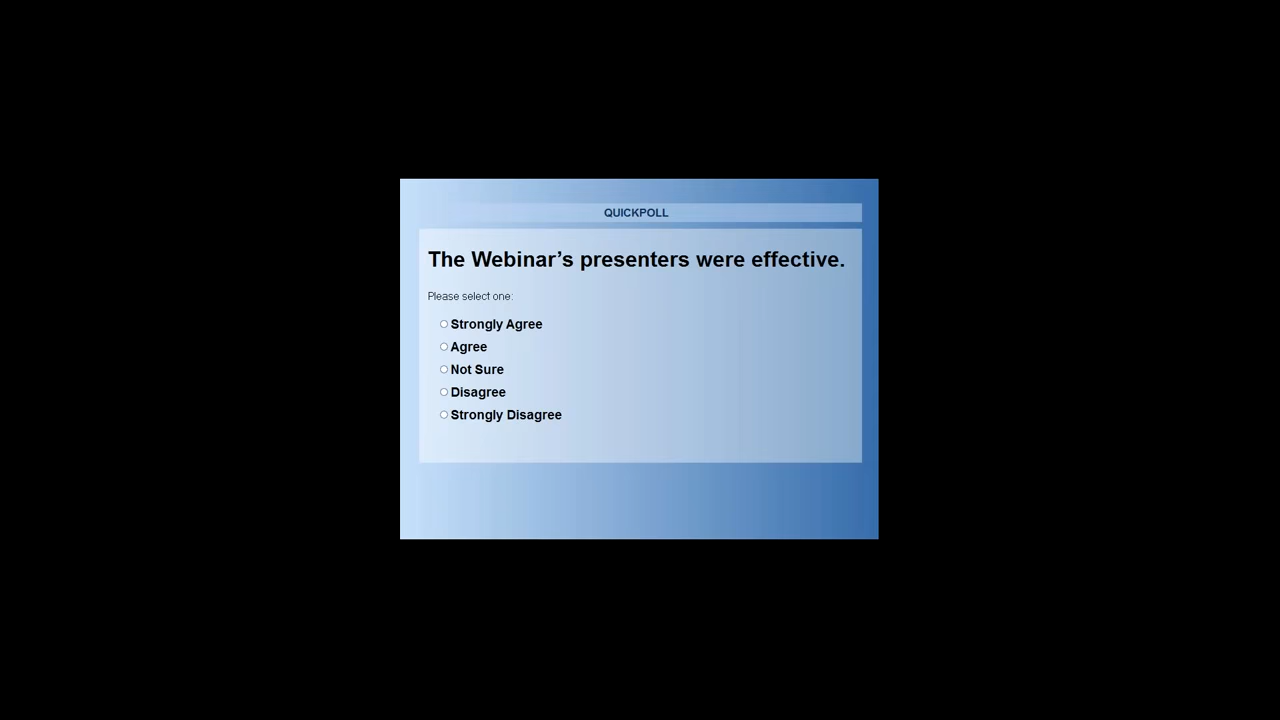 QUICKPOLL
The Webinar’s presenters were effective.
Please select one:
Strongly Agree
Agree
Not Sure
Disagree
Strongly Disagree